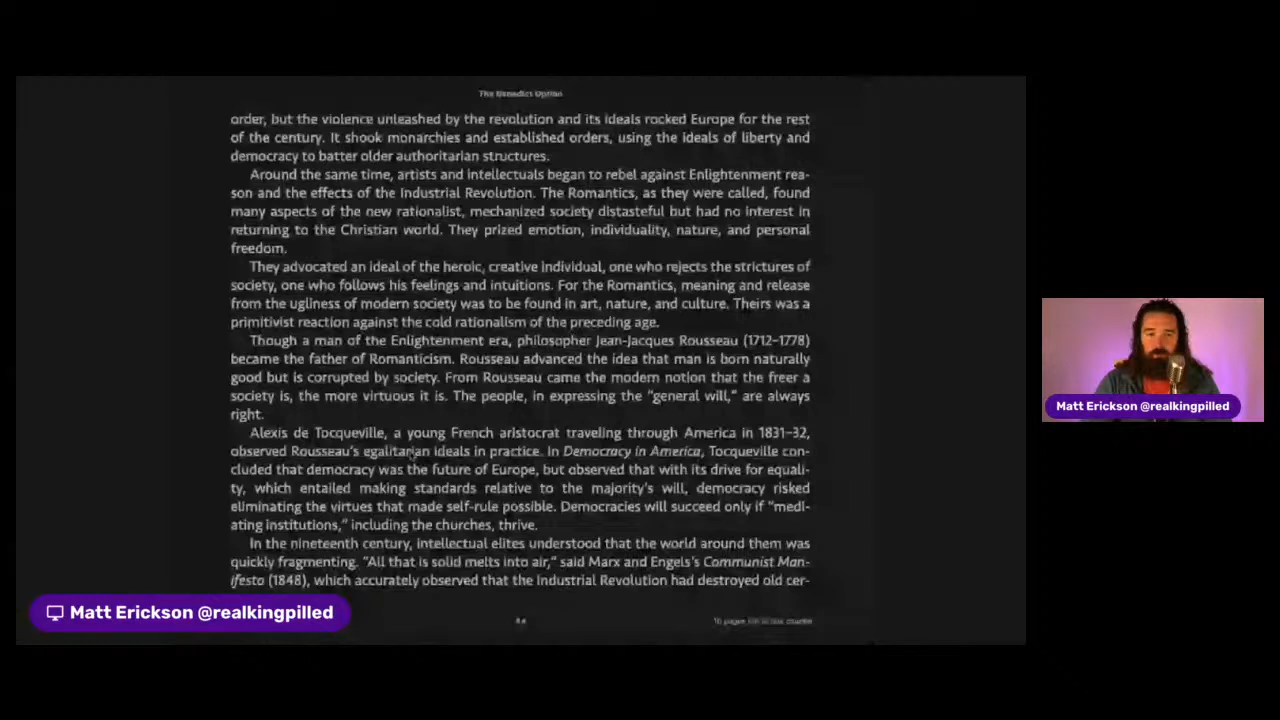 The Benedict Option
order, but the violence unleashed by the revolution and its ideals rocked Europe for the rest
of the century. It shook monarchies and established orders, using the ideals of liberty and
democracy to batter older authoritarian structures.
Around the same time, artists and intellectuals began to rebel against Enlightenment rea-
son and the effects of the Industrial Revolution. The Romantics, as they were called, found
many aspects of the new rationalist, mechanized society distasteful but had no interest in
returning to the Christian world. They prized emotion, individuality, nature, and personal
freedom.
They advocated an ideal of the heroic, creative individual, one who rejects the strictures of
society, one who follows his feelings and intuitions. For the Romantics, meaning and release
from the ugliness of modern society was to be found in art, nature, and culture. Theirs was a
primitivist reaction against the cold rationalism of the preceding age.
Though a man of the Enlightenment era, philosopher Jean-Jacques Rousseau (1712–1778)
became the father of Romanticism. Rousseau advanced the idea that man is born naturally
good but is corrupted by society. From Rousseau came the modern notion that the freer a
society is, the more virtuous it is. The people, in expressing the “general will,” are always
right.
Alexis de Tocqueville, a young French aristocrat traveling through America in 1831–32,
observed Rousseau’s egalitarian ideals in practice. In Democracy in America, Tocqueville con-
cluded that democracy was the future of Europe, but observed that with its drive for equali-
ty, which entailed making standards relative to the majority’s will, democracy risked
eliminating the virtues that made self-rule possible. Democracies will succeed only if “medi-
ating institutions,” including the churches, thrive.
In the nineteenth century, intellectual elites understood that the world around them was
quickly fragmenting. “All that is solid melts into air,” said Marx and Engels’s Communist Man-
ifesto (1848), which accurately observed that the Industrial Revolution had destroyed old cer-
10 pages left in this chapter
Matt Erickson @realkingpilled
Matt Erickson @realkingpilled